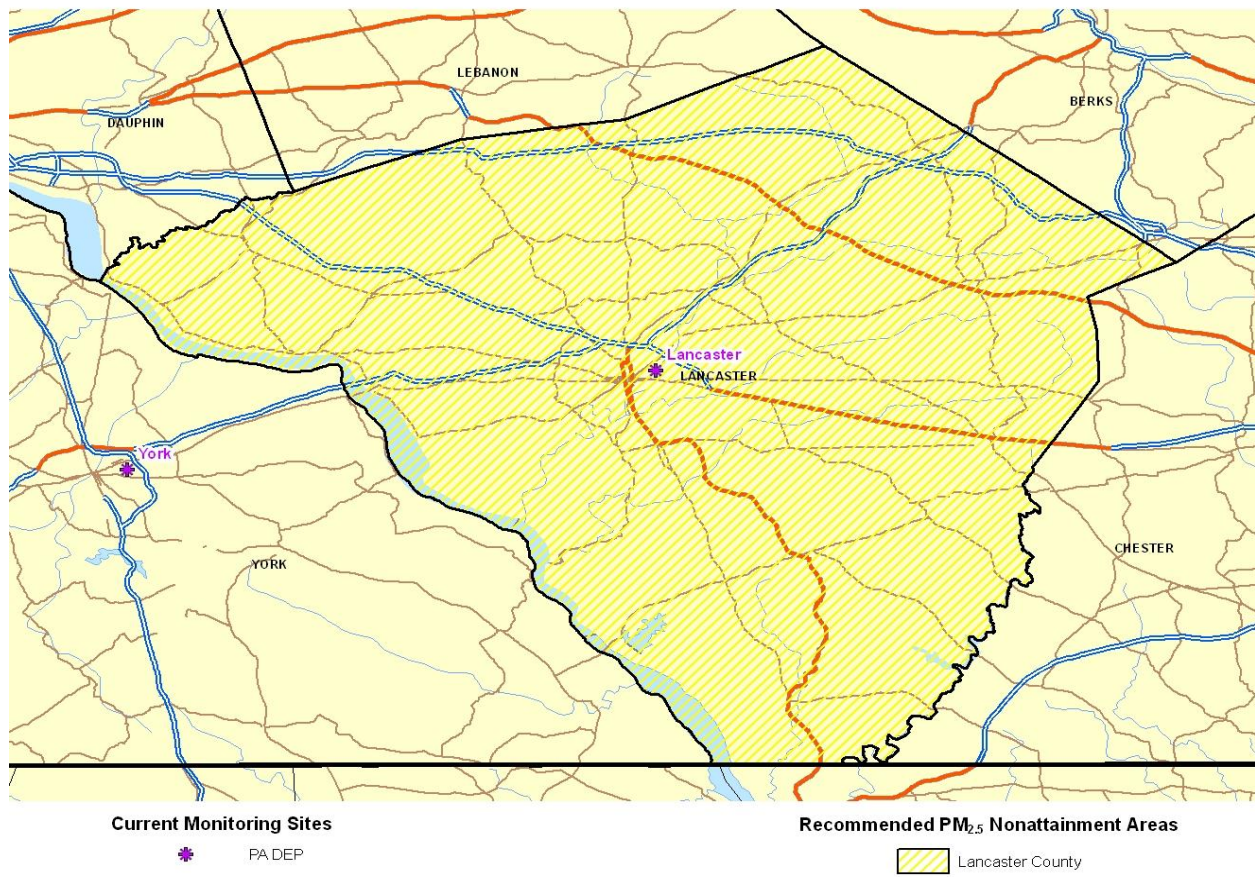 LEBANON
BERKS
DAUPHIN
Lancaster
LANCASTER
York
CHESTER
YORK
Current Monitoring Sites
PA DEP
Recommended PM2.5 Nonattainment Areas
Lancaster County